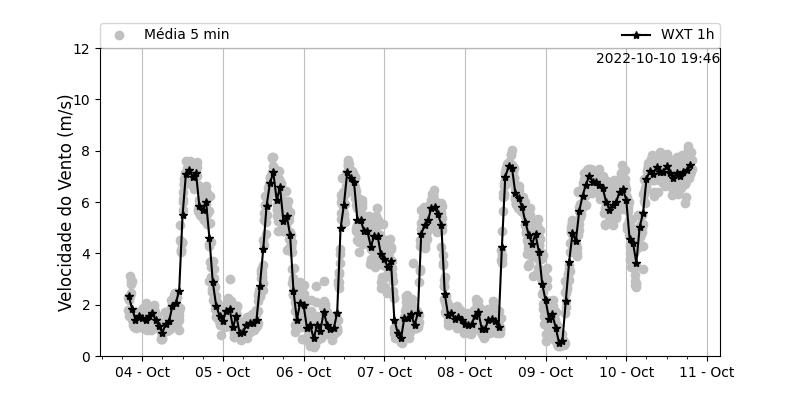 Média 5 min WXT 1h
2022-10-10 19:46
Velocidade do Vento (m/s)
12
10
8
6
4
2
0
04 - Oct 05 - Oct 06 - Oct 07 - Oct 08 - Oct 09 - Oct 10 - Oct 11 - Oct